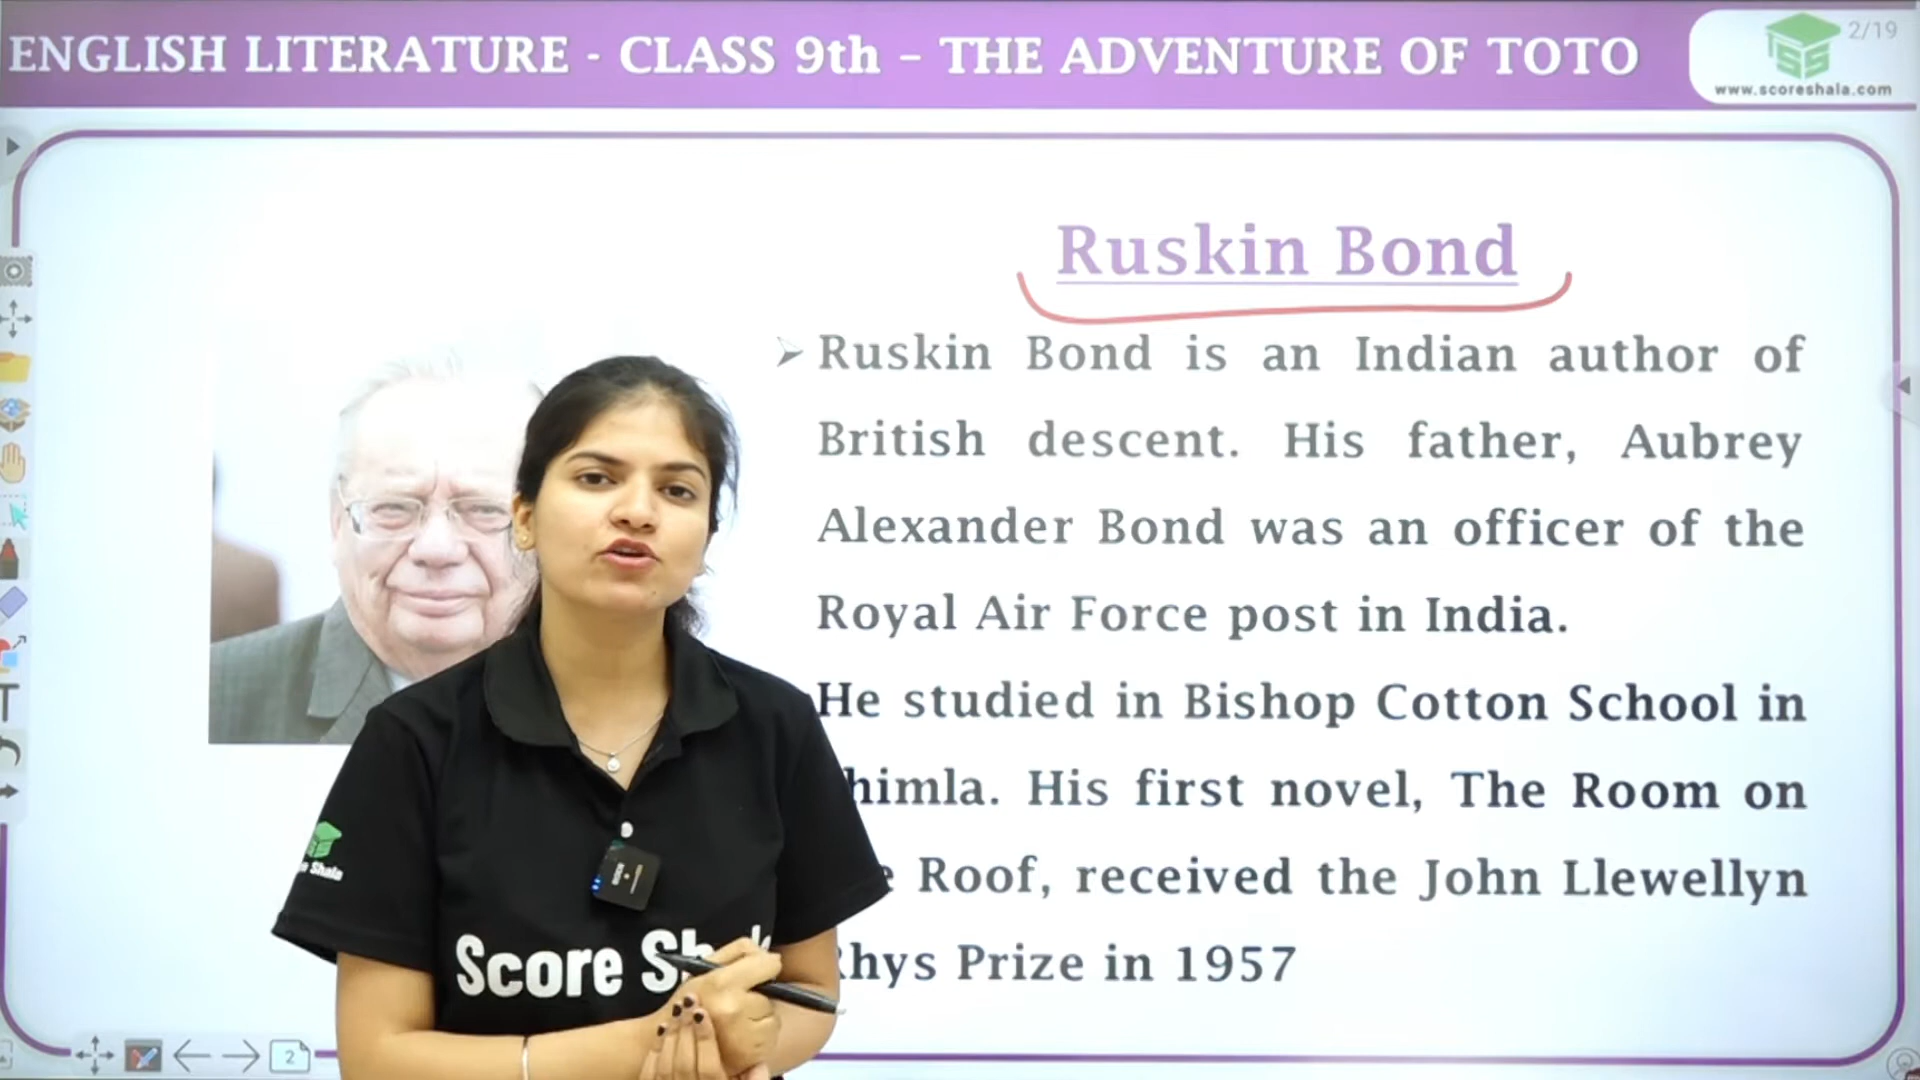 ENGLISH LITERATURE - CLASS 9th – THE ADVENTURE OF TOTO
2/19
www.scoreshala.com
Ruskin Bond
➢ Ruskin Bond is an Indian author of
British descent. His father, Aubrey
Alexander Bond was an officer of the
Royal Air Force post in India.
He studied in Bishop Cotton School in
himla. His first novel, The Room on
e Roof, received the John Llewellyn
Rhys Prize in 1957
Shala
Score Sh
2